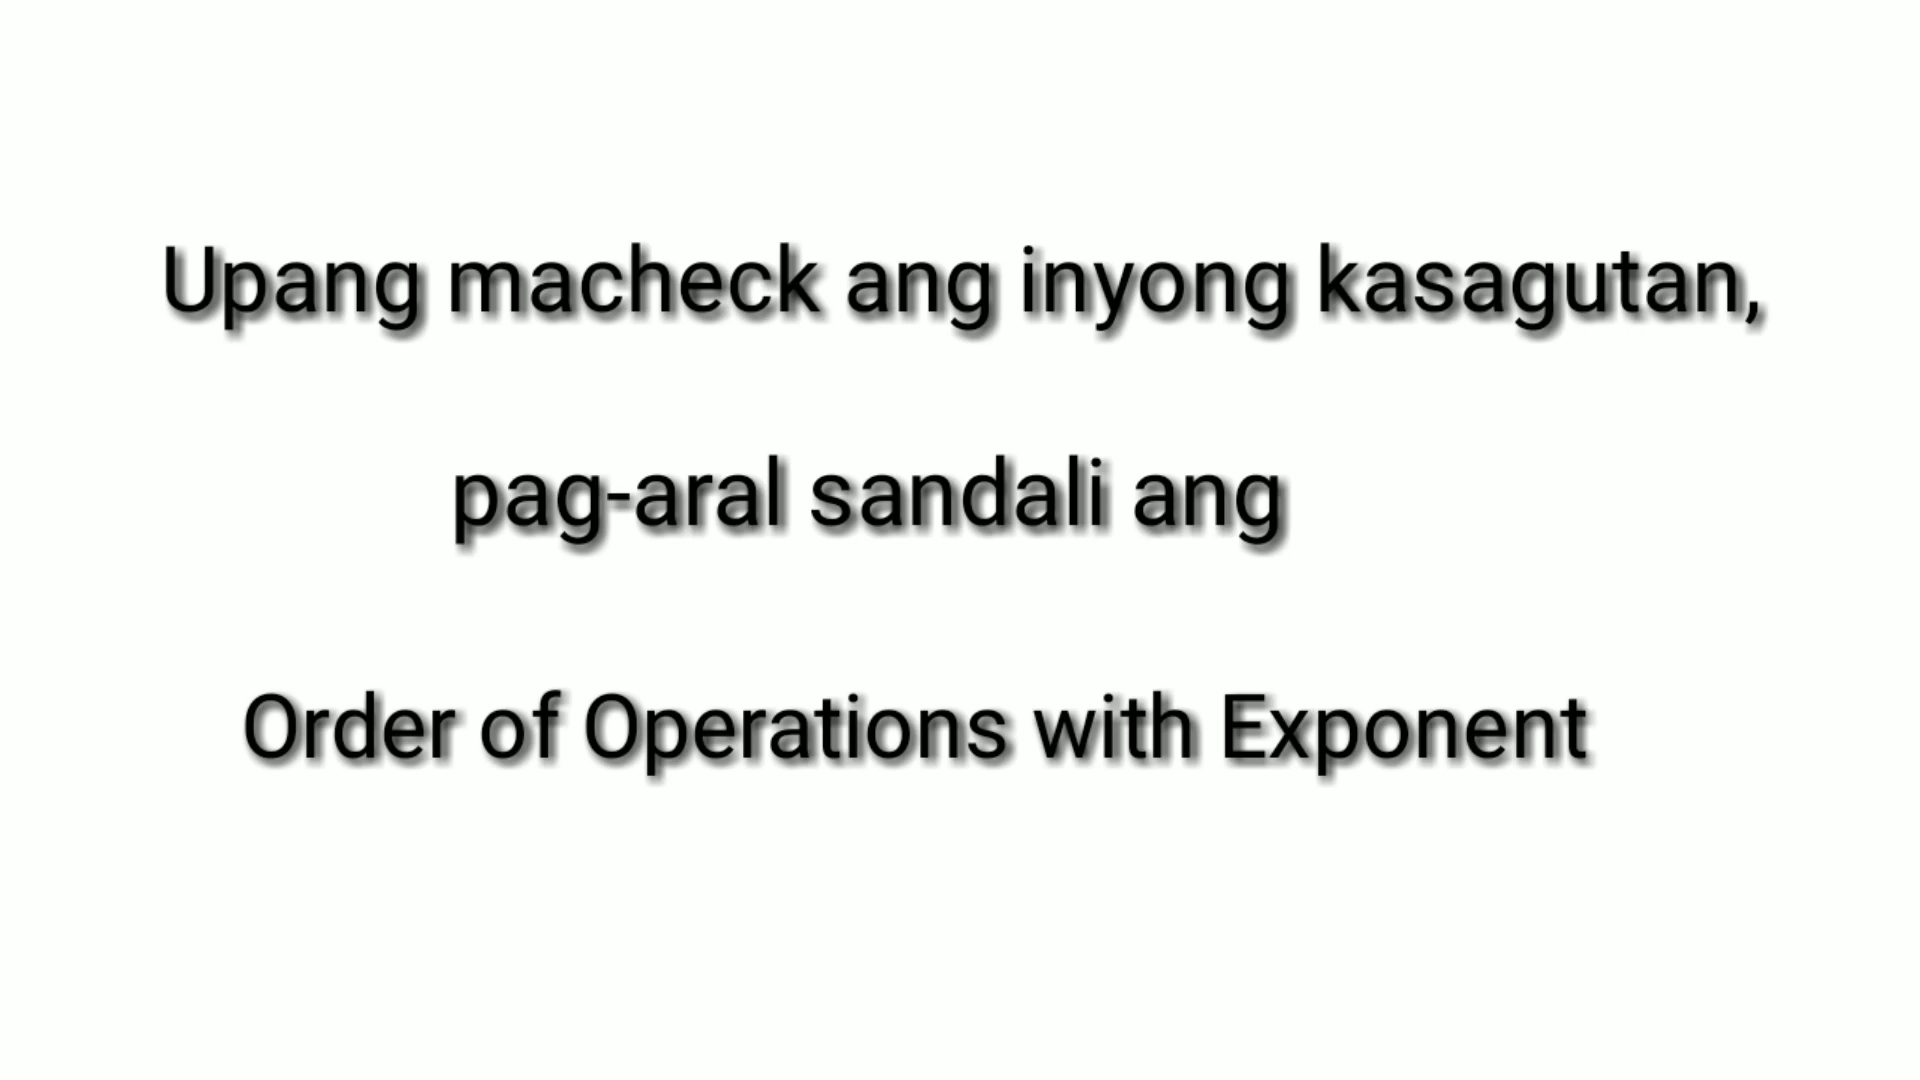 Upang macheck ang inyong kasagutan,
pag-aral sandali ang
Order of Operations with Exponent